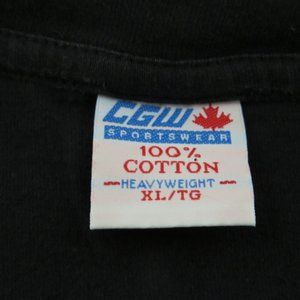 CGW
SPORTSWEAR
100%
COTTON
HEAVYWEIGHT
XL/TG